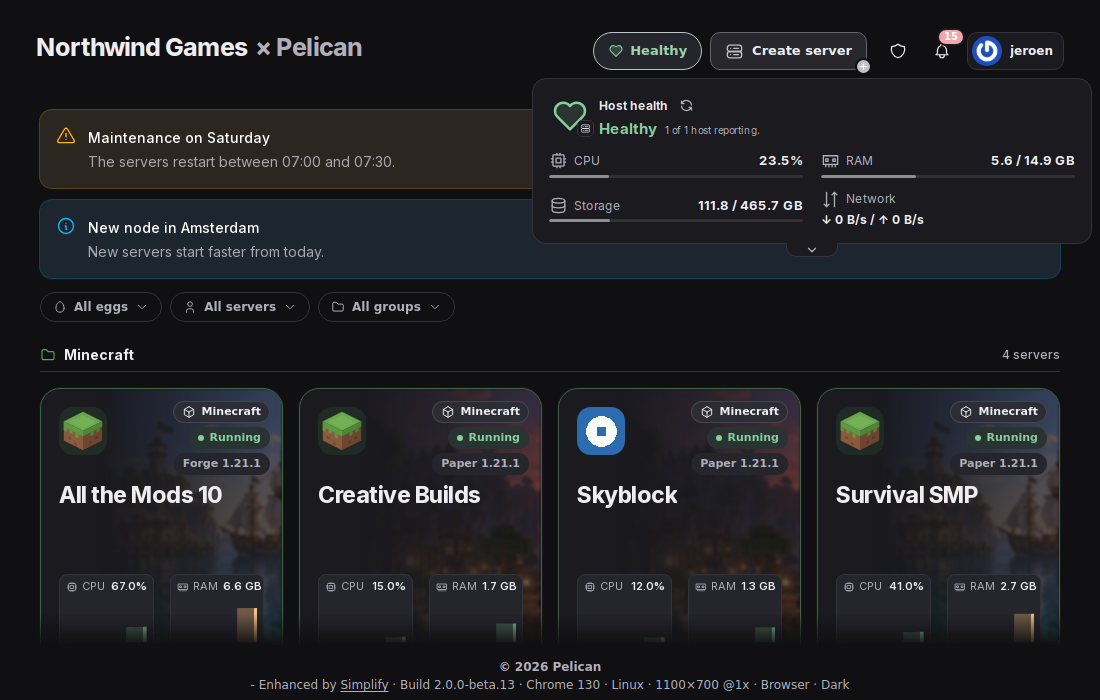 Northwind Games × Pelican
Healthy
Create server
15
jeroen
Host health
Healthy 1 of 1 host reporting.
CPU 23.5%
RAM 5.6 / 14.9 GB
Storage 111.8 / 465.7 GB
Network
↓ 0 B/s / ↑ 0 B/s
Maintenance on Saturday
The servers restart between 07:00 and 07:30.
New node in Amsterdam
New servers start faster from today.
All eggs
All servers
All groups
Minecraft
4 servers
Minecraft
Running
Forge 1.21.1
All the Mods 10
CPU 67.0%
RAM 6.6 GB
Minecraft
Running
Paper 1.21.1
Creative Builds
CPU 15.0%
RAM 1.7 GB
Minecraft
Running
Paper 1.21.1
Skyblock
CPU 12.0%
RAM 1.3 GB
Minecraft
Running
Paper 1.21.1
Survival SMP
CPU 41.0%
RAM 2.7 GB
© 2026 Pelican
- Enhanced by Simplify · Build 2.0.0-beta.13 · Chrome 130 · Linux · 1100×700 @1x · Browser · Dark